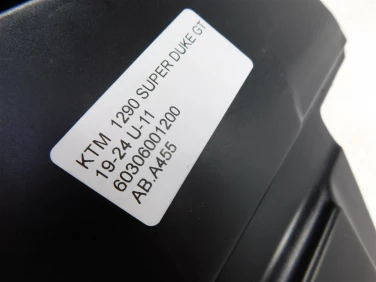 KTM 1290 SUPER DUKE GT
19-24 U-11
60306001200
AB.A455